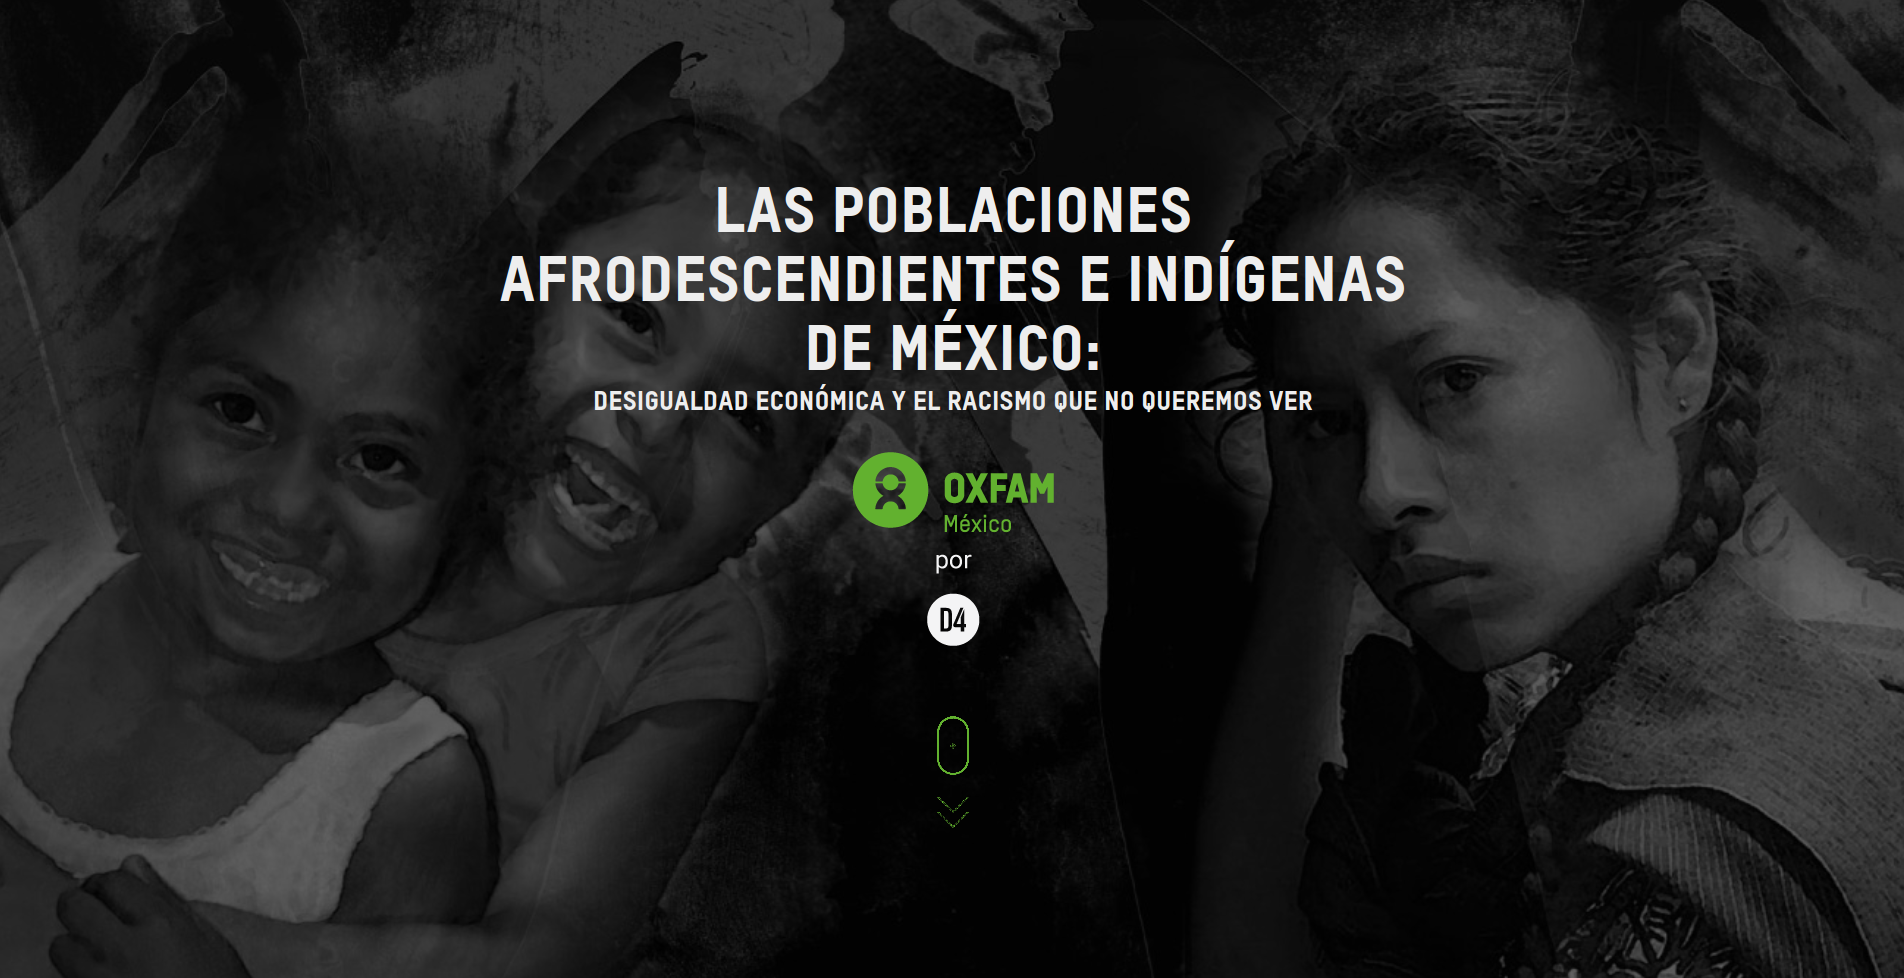 LAS POBLACIONES
AFRODESCENDIENTES E INDÍGENAS
DE MÉXICO:
DESIGUALDAD ECONÓMICA Y EL RACISMO QUE NO QUEREMOS VER
OXFAM
México
por
D4